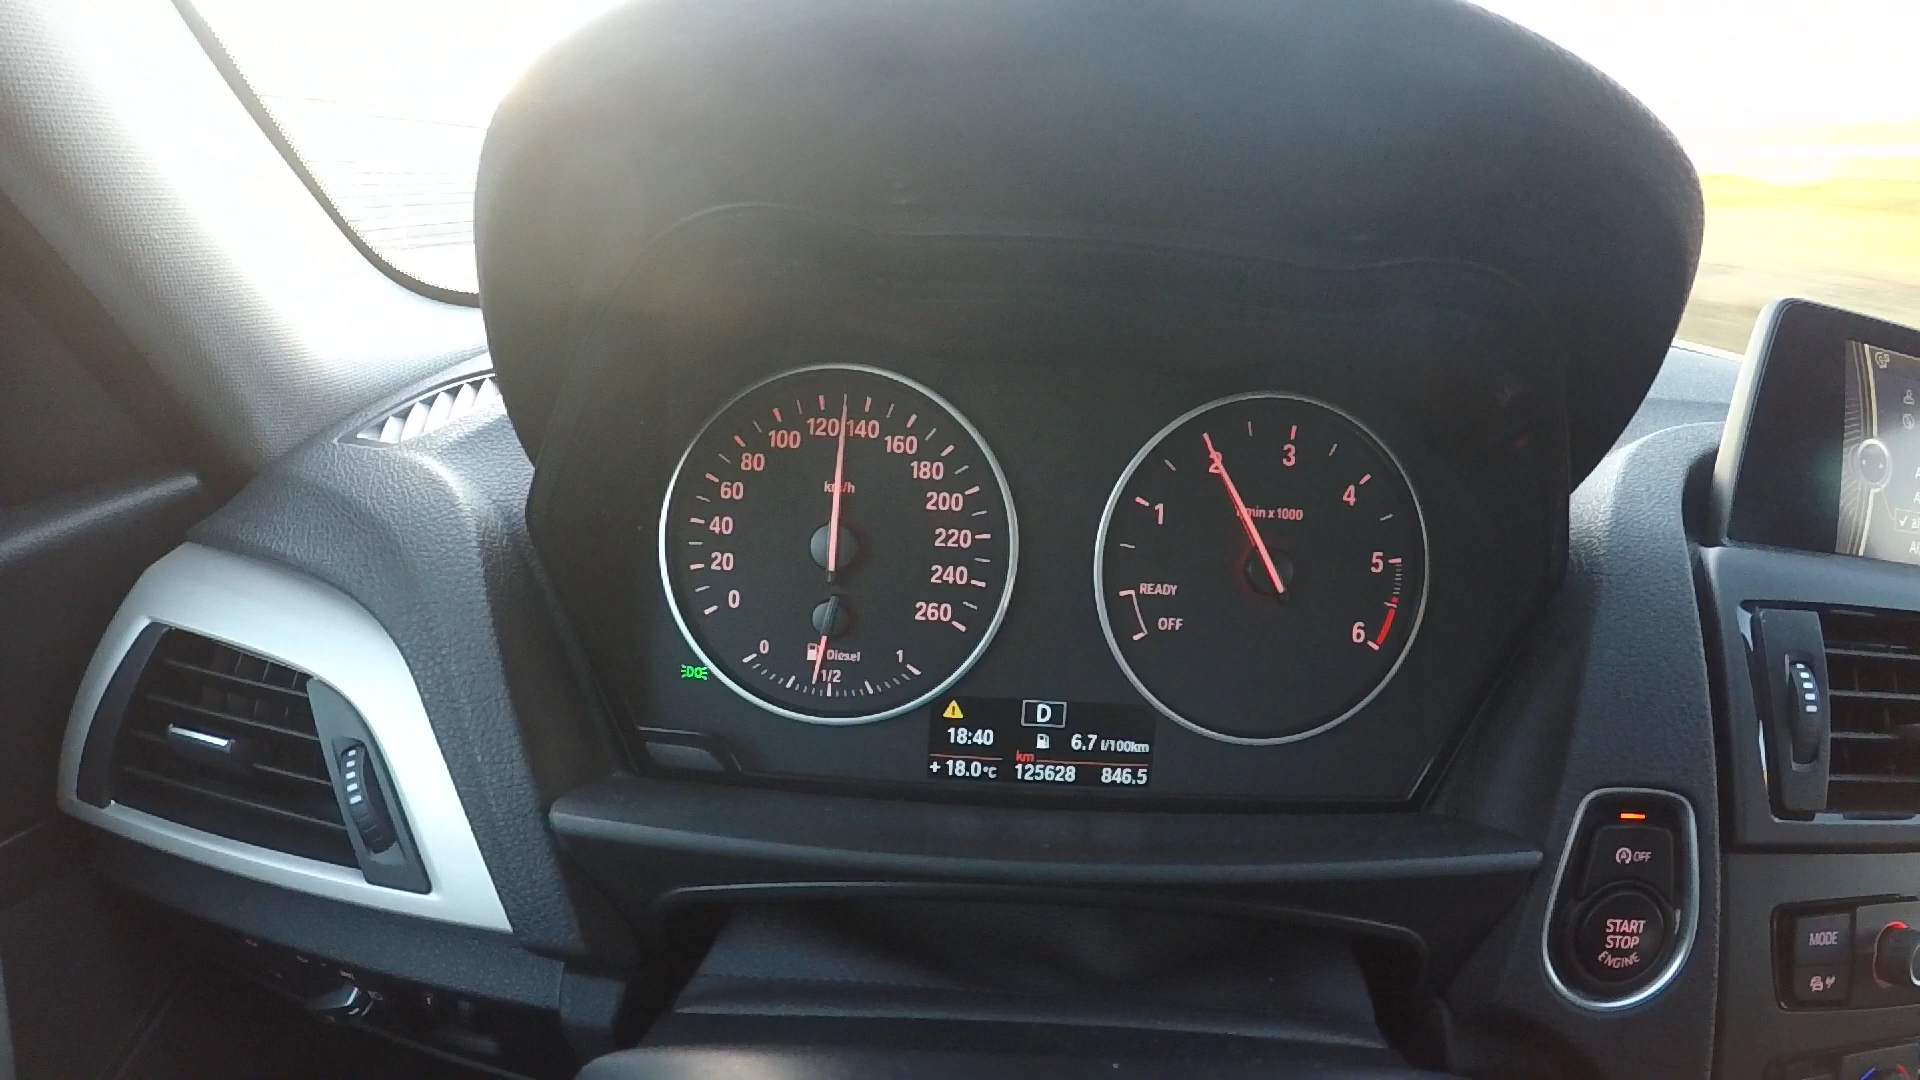 0
20
40
60
80
100
120
140
160
180
200
220
240
260
km/h
0
1/2
1
Diesel
READY
OFF
1
2
3
4
5
6
1/min x 1000
D
18:40
6.7 l/100km
km
+ 18.0°C
125628
846.5
OFF
START
STOP
ENGINE
MODE